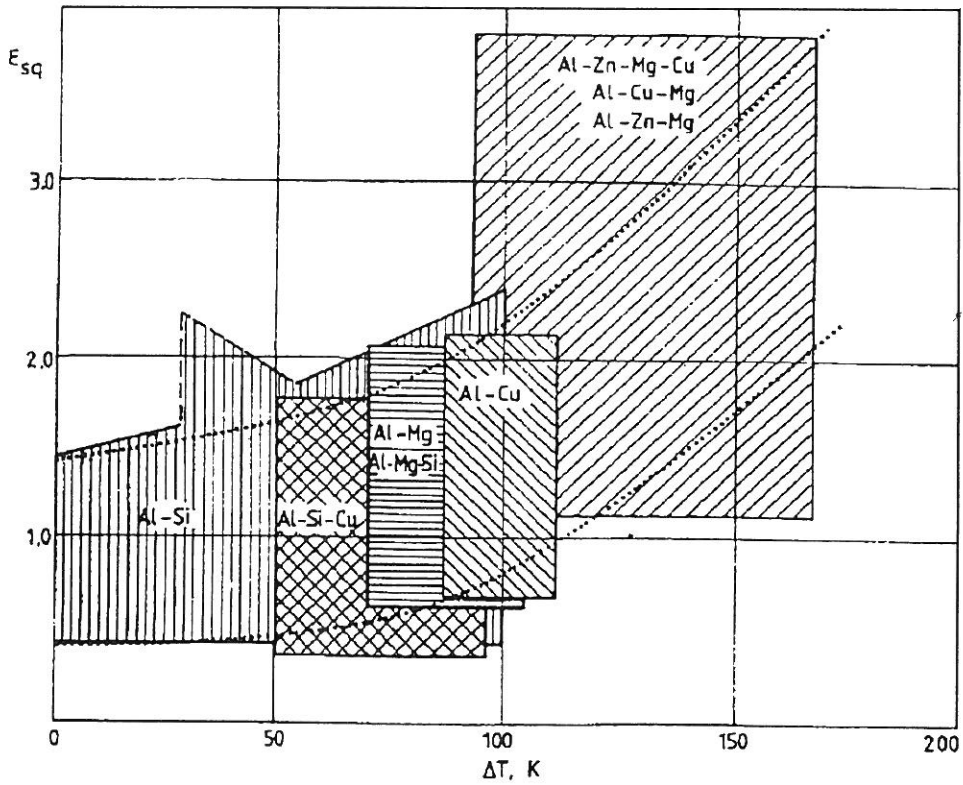 Esq
Al-Zn-Mg-Cu
Al-Cu-Mg
Al-Zn-Mg
3.0
2.0
Al-Cu
Al-Mg
Al-Mg-Si
Al-Si
Al-Si-Cu
1,0
0
50
100
150
200
ΔT, K